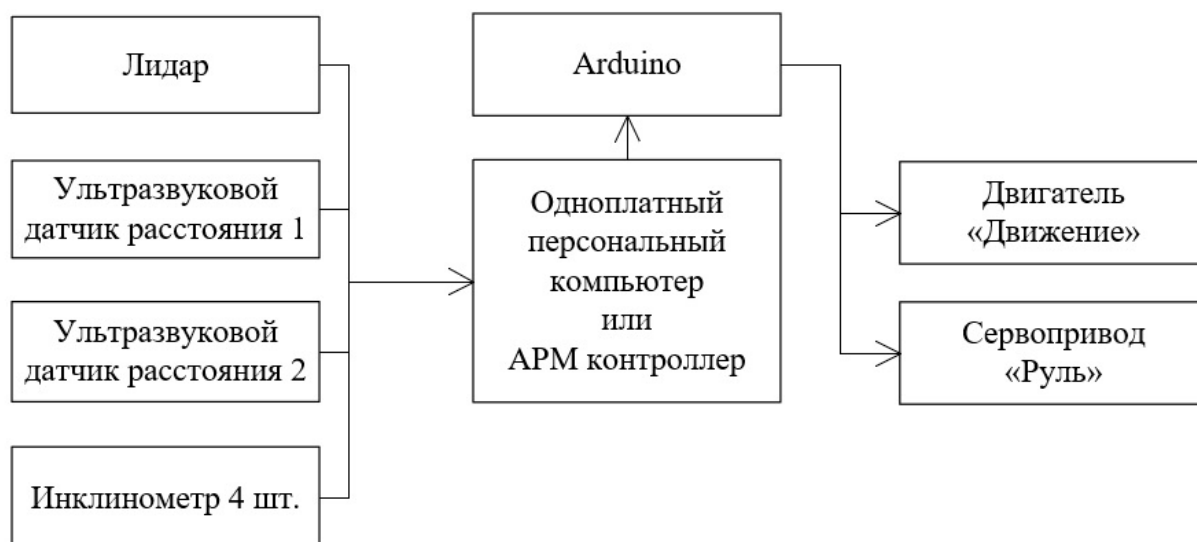 Лидар
Ультразвуковой
датчик расстояния 1
Ультразвуковой
датчик расстояния 2
Инклинометр 4 шт.
Arduino
Одноплатный
персональный
компьютер
или
АРМ контроллер
Двигатель
«Движение»
Сервопривод
«Руль»